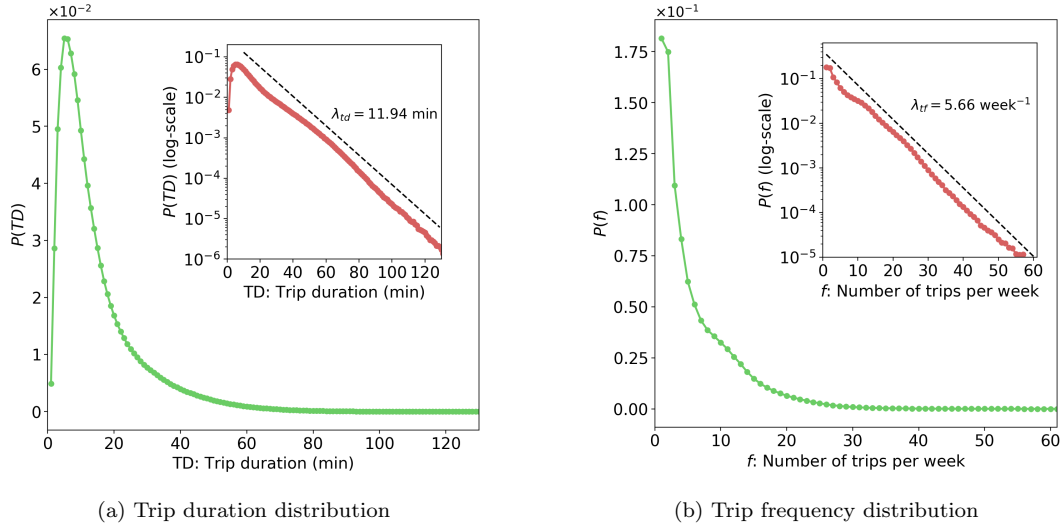 ×10⁻²
6
4
3
2
1
0
P(TD)
0 20 40 60 80 100 120
TD: Trip duration (min)
10⁻¹
10⁻²
10⁻³
10⁻⁴
10⁻⁵
10⁻⁶
P(TD) (log-scale)
λtd = 11.94 min
0 20 40 60 80 100 120
TD: Trip duration (min)
(a) Trip duration distribution
×10⁻¹
1.75
1.50
1.25
1.00
0.75
0.50
0.25
0.00
P(f)
0 10 20 30 40 50 60
f: Number of trips per week
10⁻¹
10⁻²
10⁻³
10⁻⁴
10⁻⁵
P(f) (log-scale)
λtf = 5.66 week⁻¹
0 10 20 30 40 50 60
f: Number of trips per week
(b) Trip frequency distribution